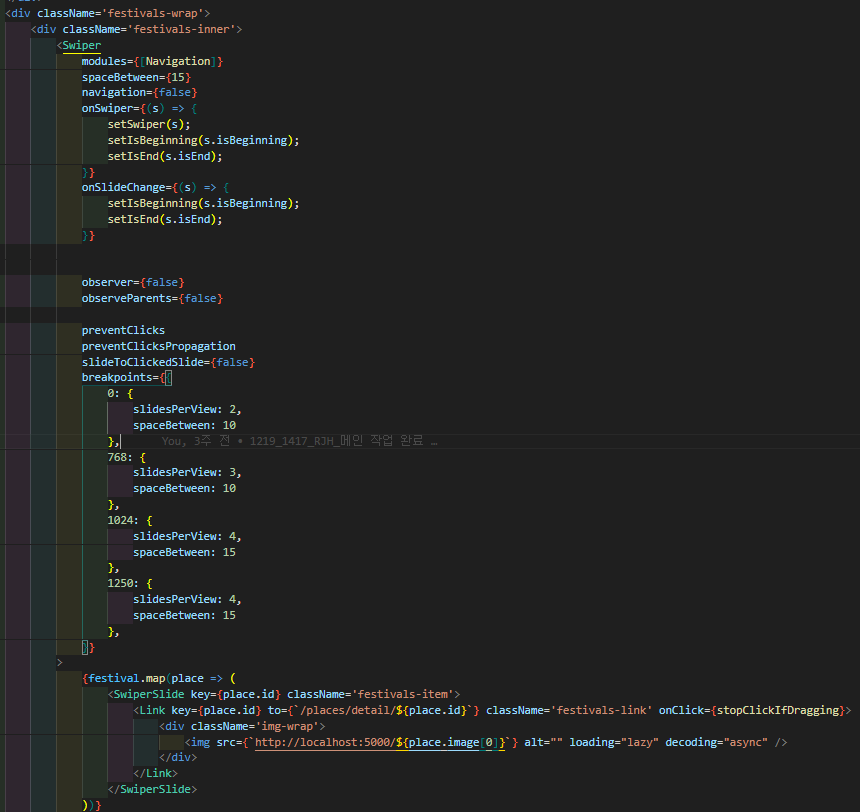 <div className='festivals-wrap'>
<div className='festivals-inner'>
<Swiper
modules={[Navigation]}
spaceBetween={15}
navigation={false}
onSwiper={(s) => {
setSwiper(s);
setIsBeginning(s.isBeginning);
setIsEnd(s.isEnd);
}}
onSlideChange={(s) => {
setIsBeginning(s.isBeginning);
setIsEnd(s.isEnd);
}}
observer={false}
observeParents={false}
preventClicks
preventClicksPropagation
slideToClickedSlide={false}
breakpoints={{
0: {
slidesPerView: 2,
spaceBetween: 10
}, You, 3주 전 • 1219_1417_RJH_메인 작업 완료 …
768: {
slidesPerView: 3,
spaceBetween: 10
},
1024: {
slidesPerView: 4,
spaceBetween: 15
},
1250: {
slidesPerView: 4,
spaceBetween: 15
},
}}
>
{festival.map(place => (
<SwiperSlide key={place.id} className='festivals-item'>
<Link key={place.id} to={`/places/detail/${place.id}`} className='festivals-link' onClick={stopClickIfDragging}>
<div className='img-wrap'>
<img src={`http://localhost:5000/${place.image[0]}`} alt="" loading="lazy" decoding="async" />
</div>
</Link>
</SwiperSlide>
))}